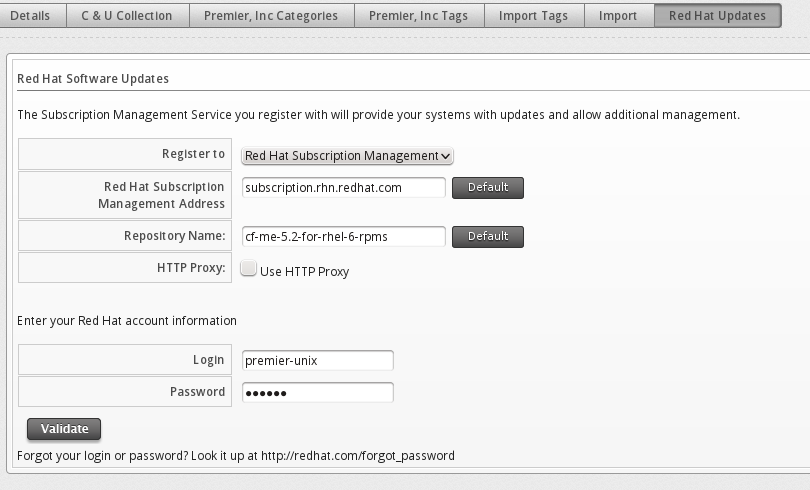 Details C & U Collection Premier, Inc Categories Premier, Inc Tags Import Tags Import Red Hat Updates
Red Hat Software Updates
The Subscription Management Service you register with will provide your systems with updates and allow additional management.
Register to Red Hat Subscription Management
Red Hat Subscription
Management Address subscription.rhn.redhat.com Default
Repository Name: cf-me-5.2-for-rhel-6-rpms Default
HTTP Proxy: Use HTTP Proxy
Enter your Red Hat account information
Login premier-unix
Password ••••••
Validate
Forgot your login or password? Look it up at http://redhat.com/forgot_password